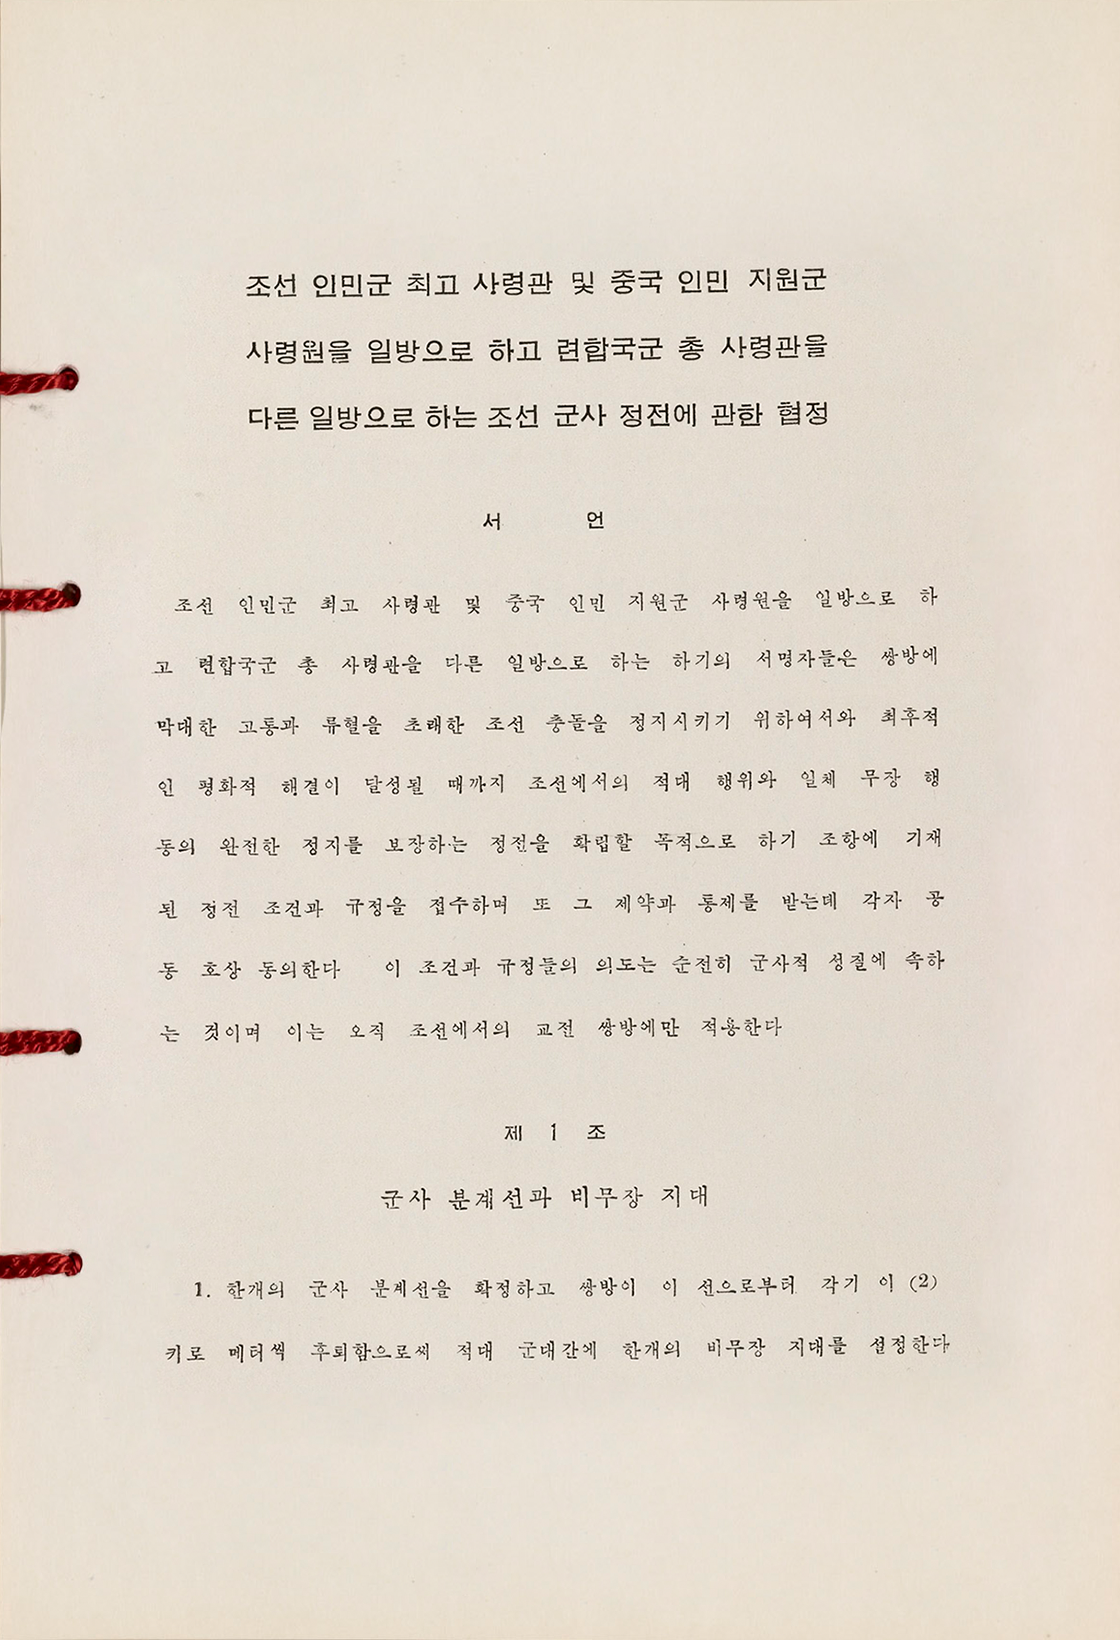 조선 인민군 최고 사령관 및 중국 인민 지원군
사령원을 일방으로 하고 련합국군 총 사령관을
다른 일방으로 하는 조선 군사 정전에 관한 협정
서 언
조선 인민군 최고 사령관 및 중국 인민 지원군 사령원을 일방으로 하
고 련합국군 총 사령관을 다른 일방으로 하는 하기의 서명자들은 쌍방에
막대한 고통과 류혈을 초래한 조선 충돌을 정지시키기 위하여서와 최후적
인 평화적 해결이 달성될 때까지 조선에서의 적대 행위와 일체 무장 행
동의 완전한 정지를 보장하는 정전을 확립할 목적으로 하기 조항에 기재
된 정전 조건과 규정을 접수하며 또 그 제약과 통제를 받는데 각자 공
동 호상 동의한다 이 조건과 규정들의 의도는 순전히 군사적 성질에 속하
는 것이며 이는 오직 조선에서의 교전 쌍방에만 적용한다
제 1 조
군사 분계선과 비무장 지대
1. 한개의 군사 분계선을 확정하고 쌍방이 이 선으로부터 각기 이 (2)
키로 메터씩 후퇴함으로써 적대 군대간에 한개의 비무장 지대를 설정한다